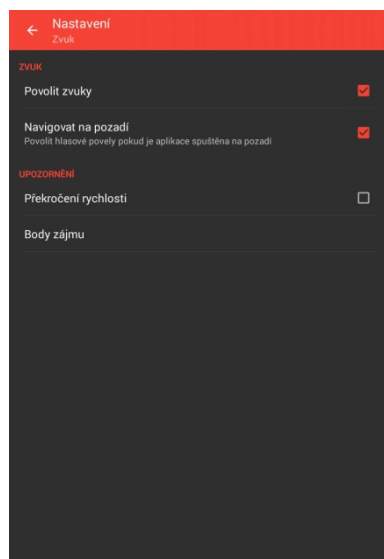 Nastavení
Zvuk
ZVUK
Povolit zvuky
Navigovat na pozadí
Povolit hlasové povely pokud je aplikace spuštěna na pozadí
UPOZORNĚNÍ
Překročení rychlosti
Body zájmu